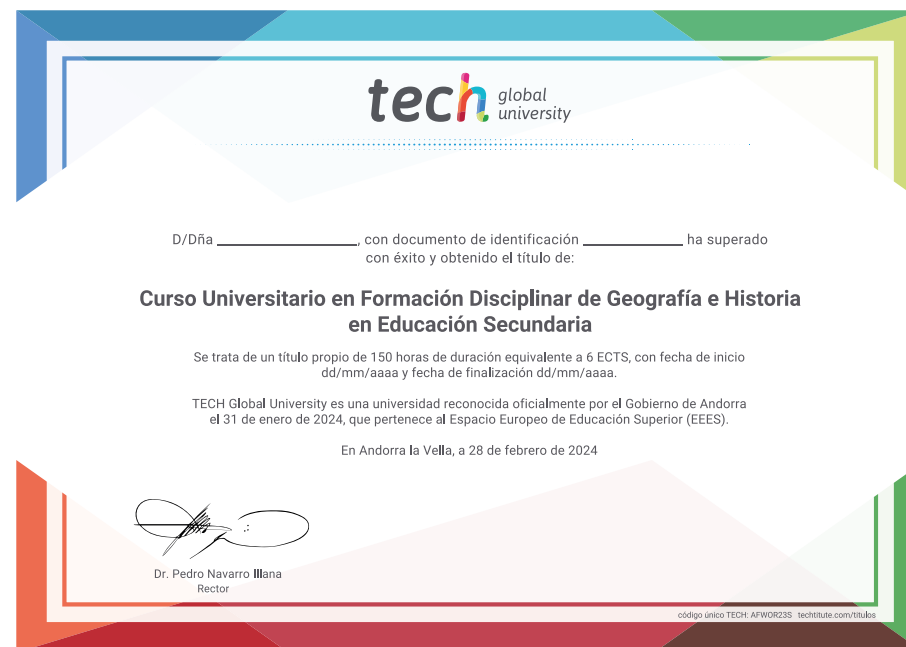 tech global university
D/Dña ________________, con documento de identificación ____________ ha superado
con éxito y obtenido el título de:
Curso Universitario en Formación Disciplinar de Geografía e Historia
en Educación Secundaria
Se trata de un título propio de 150 horas de duración equivalente a 6 ECTS, con fecha de inicio
dd/mm/aaaa y fecha de finalización dd/mm/aaaa.
TECH Global University es una universidad reconocida oficialmente por el Gobierno de Andorra
el 31 de enero de 2024, que pertenece al Espacio Europeo de Educación Superior (EEES).
En Andorra la Vella, a 28 de febrero de 2024
Dr. Pedro Navarro Illana
Rector
código único TECH: AFWOR23S techtitute.com/titulos